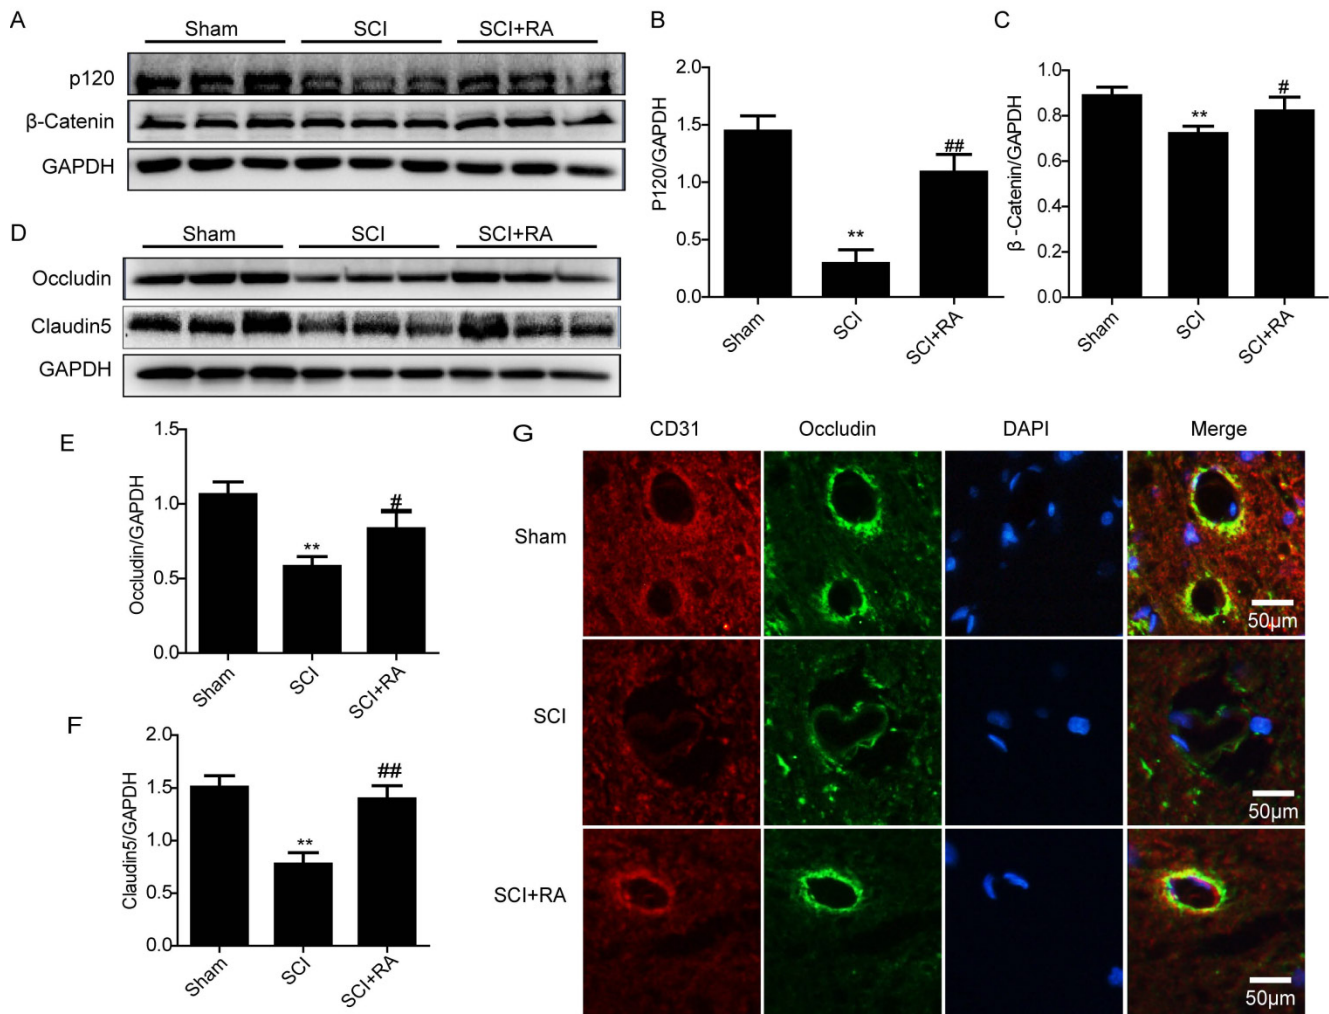 A
Sham SCI SCI+RA
p120
β-Catenin
GAPDH
B
P120/GAPDH
2.0
1.5
1.0
0.5
0.0
**
##
Sham SCI SCI+RA
C
β -Catenin/GAPDH
1.0
0.8
0.6
0.4
0.2
0.0
**
#
Sham SCI SCI+RA
D
Sham SCI SCI+RA
Occludin
Claudin5
GAPDH
E
Occludin/GAPDH
1.5
1.0
0.5
0.0
**
#
Sham SCI SCI+RA
F
Claudin5/GAPDH
2.0
1.5
1.0
0.5
0.0
**
##
Sham SCI SCI+RA
G
CD31 Occludin DAPI Merge
Sham
50μm
SCI
50μm
SCI+RA
50μm